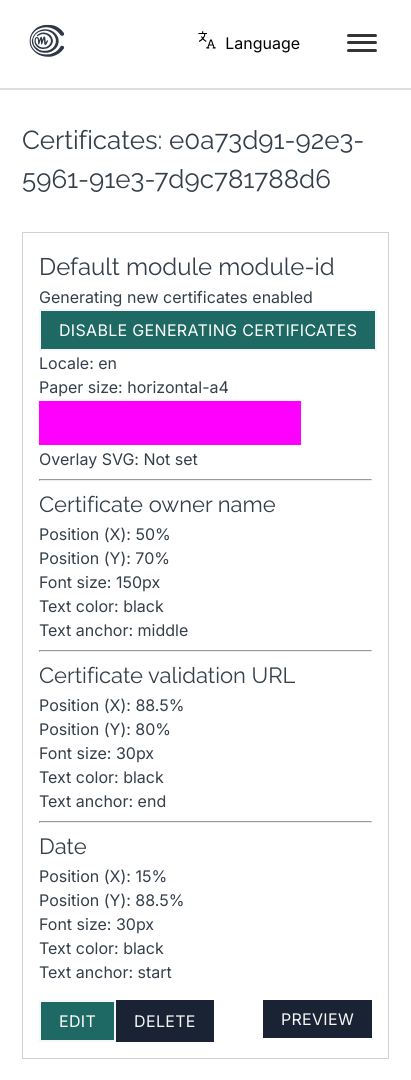 Language
Certificates: e0a73d91-92e3-
5961-91e3-7d9c781788d6
Default module module-id
Generating new certificates enabled
DISABLE GENERATING CERTIFICATES
Locale: en
Paper size: horizontal-a4
Overlay SVG: Not set
Certificate owner name
Position (X): 50%
Position (Y): 70%
Font size: 150px
Text color: black
Text anchor: middle
Certificate validation URL
Position (X): 88.5%
Position (Y): 80%
Font size: 30px
Text color: black
Text anchor: end
Date
Position (X): 15%
Position (Y): 88.5%
Font size: 30px
Text color: black
Text anchor: start
EDIT DELETE PREVIEW